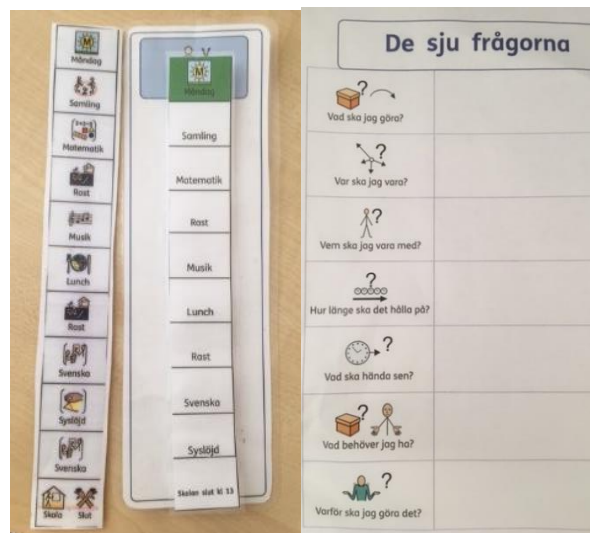 Måndag
Samling
Matematik
Rast
Musik
Lunch
Rast
Svenska
Syslöjd
Svenska
Skola Slut
M
Måndag
Samling
Matematik
Rast
Musik
Lunch
Rast
Svenska
Syslöjd
Skolan slut kl 13
De sju frågorna
?
Vad ska jag göra?
?
Var ska jag vara?
?
Vem ska jag vara med?
?
Hur länge ska det hålla på?
?
Vad ska hända sen?
?
Vad behöver jag ha?
?
Varför ska jag göra det?